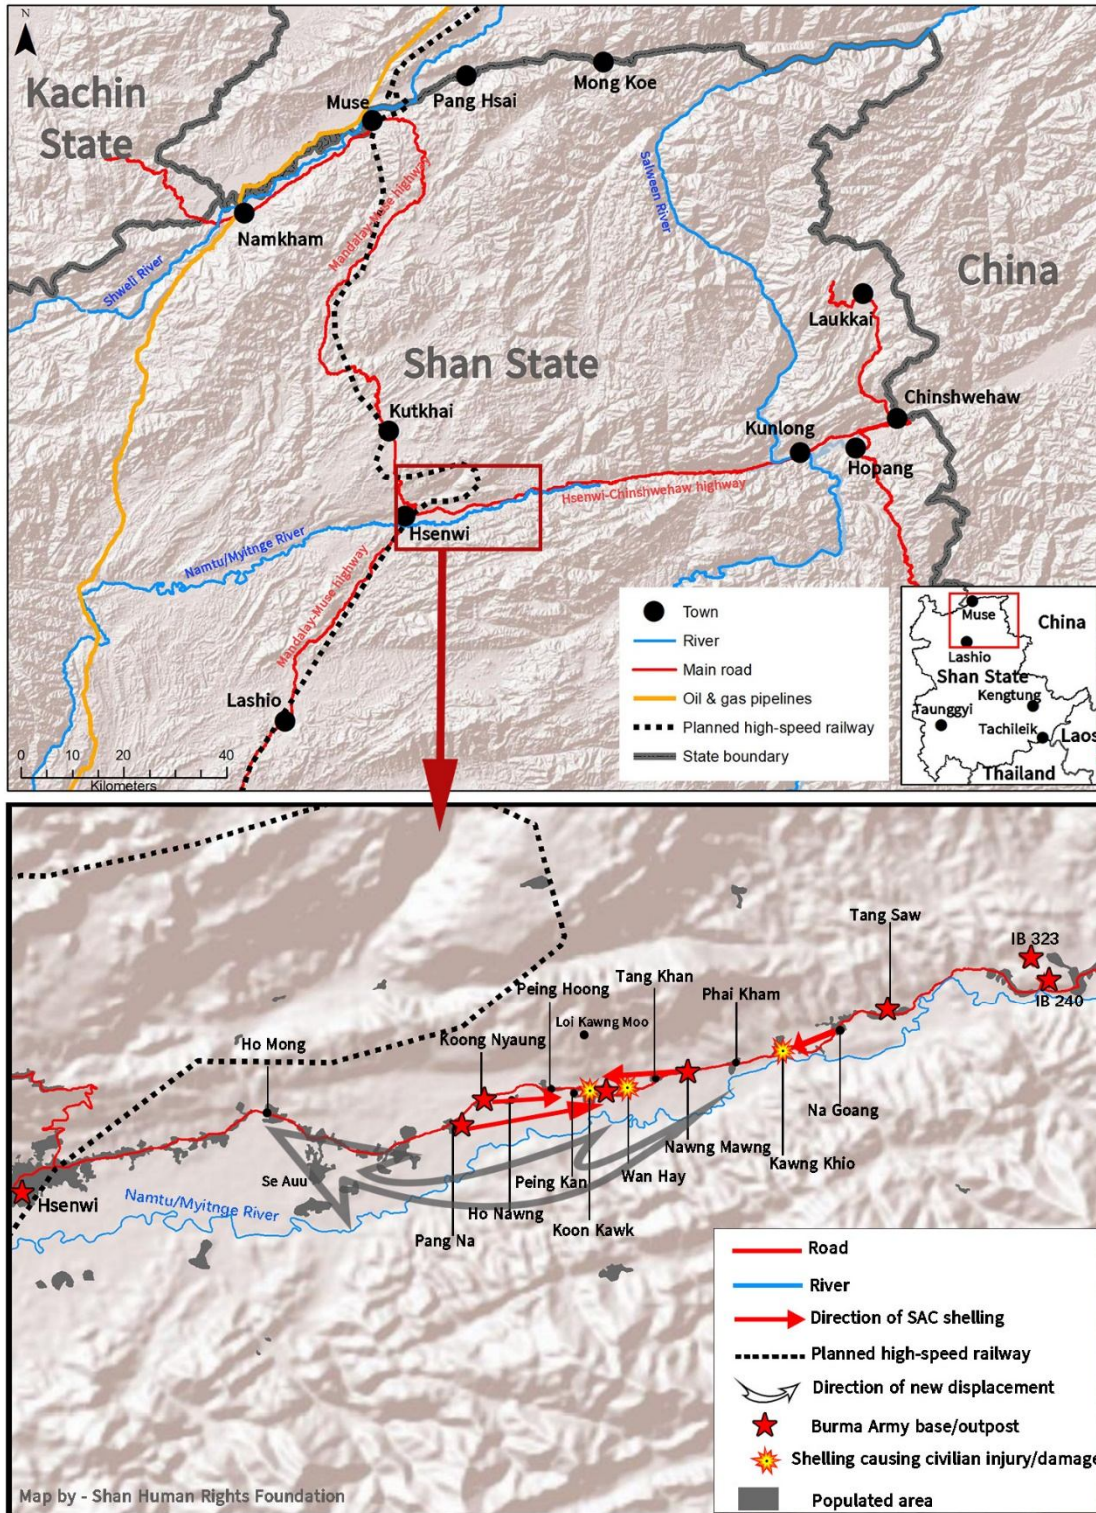 N
Kachin
State
Muse
Pang Hsai
Mong Koe
Namkham
Shweli River
Mandalay-Muse highway
Salween River
China
Laukkai
Shan State
Chinshwehaw
Kutkhai
Kunlong
Hopang
Hsenwi-Chinshwehaw highway
Hsenwi
Namtu/Myitnge River
Mandalay-Muse highway
Lashio
0 10 20 40
Kilometers
Town
River
Main road
Oil & gas pipelines
Planned high-speed railway
State boundary
Muse
China
Lashio
Shan State
Kengtung
Taunggyi
Tachileik
Laos
Thailand
Tang Saw
IB 323
IB 240
Tang Khan
Peing Hoong
Phai Kham
Loi Kawng Moo
Koong Nyaung
Ho Mong
Na Goang
Nawng Mawng
Kawng Khio
Wan Hay
Peing Kan
Se Auu
Hsenwi
Namtu/Myitnge River
Ho Nawng
Koon Kawk
Pang Na
Road
River
Direction of SAC shelling
Planned high-speed railway
Direction of new displacement
Burma Army base/outpost
Shelling causing civilian injury/damage
Populated area
Map by - Shan Human Rights Foundation